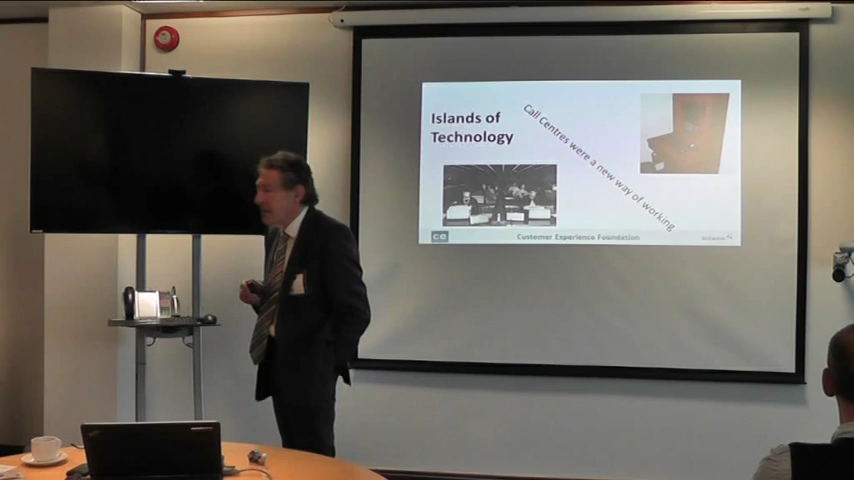 Islands of
Technology
Call Centres were a new way of working
ce
Customer Experience Foundation